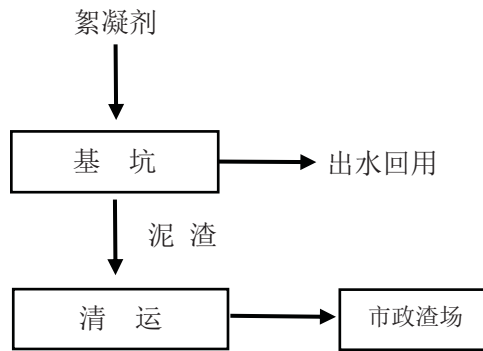 絮凝剂
基 坑
出水回用
泥 渣
清 运
市政渣场